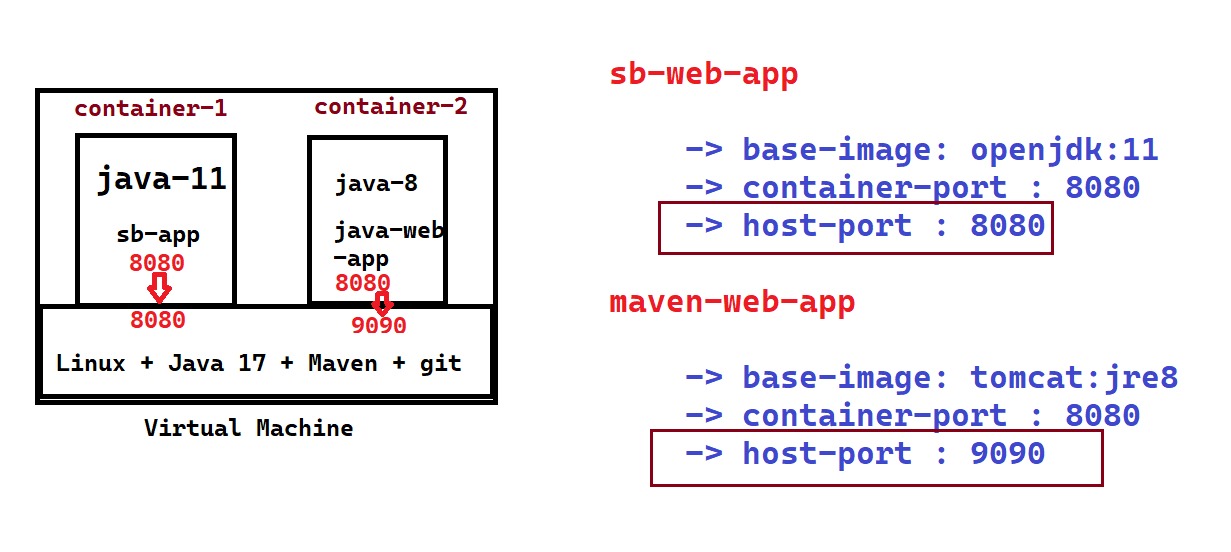 container-1
container-2
java-11
sb-app
8080
8080
java-8
java-web
-app
8080
9090
Linux + Java 17 + Maven + git
Virtual Machine
sb-web-app
-> base-image: openjdk:11
-> container-port : 8080
-> host-port : 8080
maven-web-app
-> base-image: tomcat:jre8
-> container-port : 8080
-> host-port : 9090